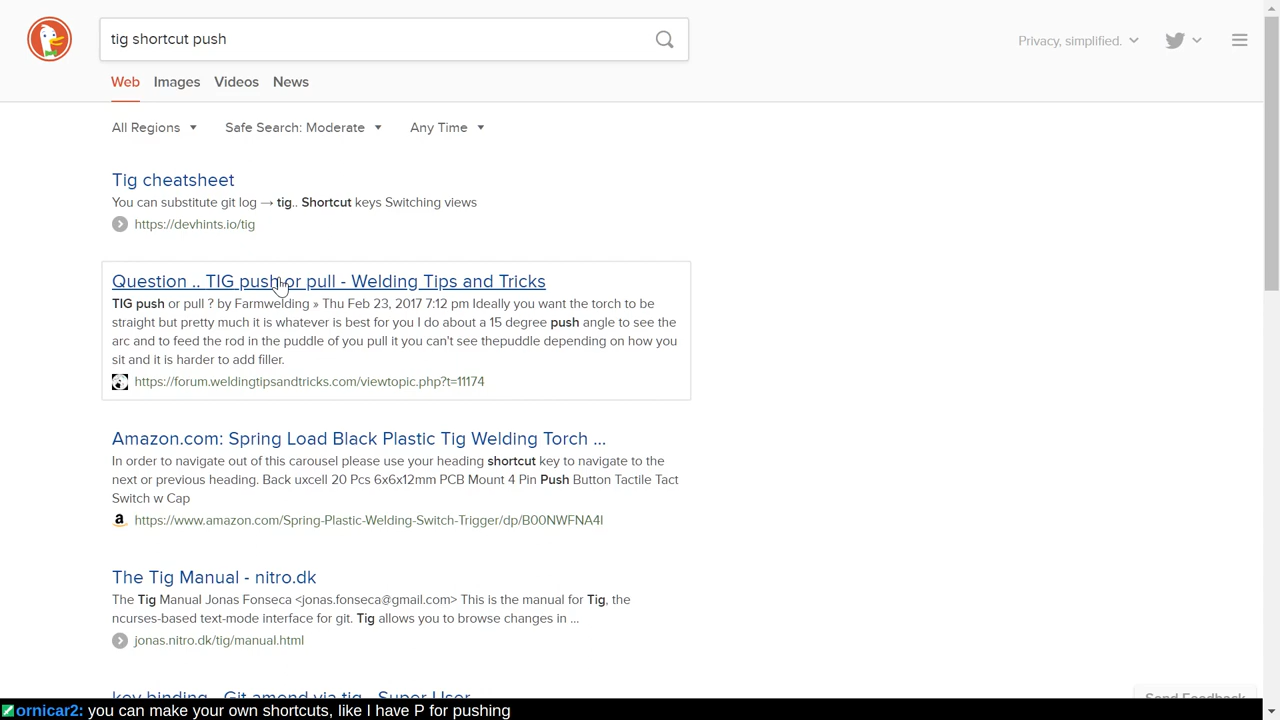 tig shortcut push
Privacy, simplified.
Web Images Videos News
All Regions Safe Search: Moderate Any Time
Tig cheatsheet
You can substitute git log → tig.. Shortcut keys Switching views
https://devhints.io/tig
Question .. TIG push or pull - Welding Tips and Tricks
TIG push or pull ? by Farmwelding » Thu Feb 23, 2017 7:12 pm Ideally you want the torch to be
straight but pretty much it is whatever is best for you I do about a 15 degree push angle to see the
arc and to feed the rod in the puddle of you pull it you can't see thepuddle depending on how you
sit and it is harder to add filler.
https://forum.weldingtipsandtricks.com/viewtopic.php?t=11174
Amazon.com: Spring Load Black Plastic Tig Welding Torch ...
In order to navigate out of this carousel please use your heading shortcut key to navigate to the
next or previous heading. Back uxcell 20 Pcs 6x6x12mm PCB Mount 4 Pin Push Button Tactile Tact
Switch w Cap
https://www.amazon.com/Spring-Plastic-Welding-Switch-Trigger/dp/B00NWFNA4I
The Tig Manual - nitro.dk
The Tig Manual Jonas Fonseca <jonas.fonseca@gmail.com> This is the manual for Tig, the
ncurses-based text-mode interface for git. Tig allows you to browse changes in ...
jonas.nitro.dk/tig/manual.html
key binding - Git amend via tig - Super User
Send Feedback
ornicar2: you can make your own shortcuts, like I have P for pushing